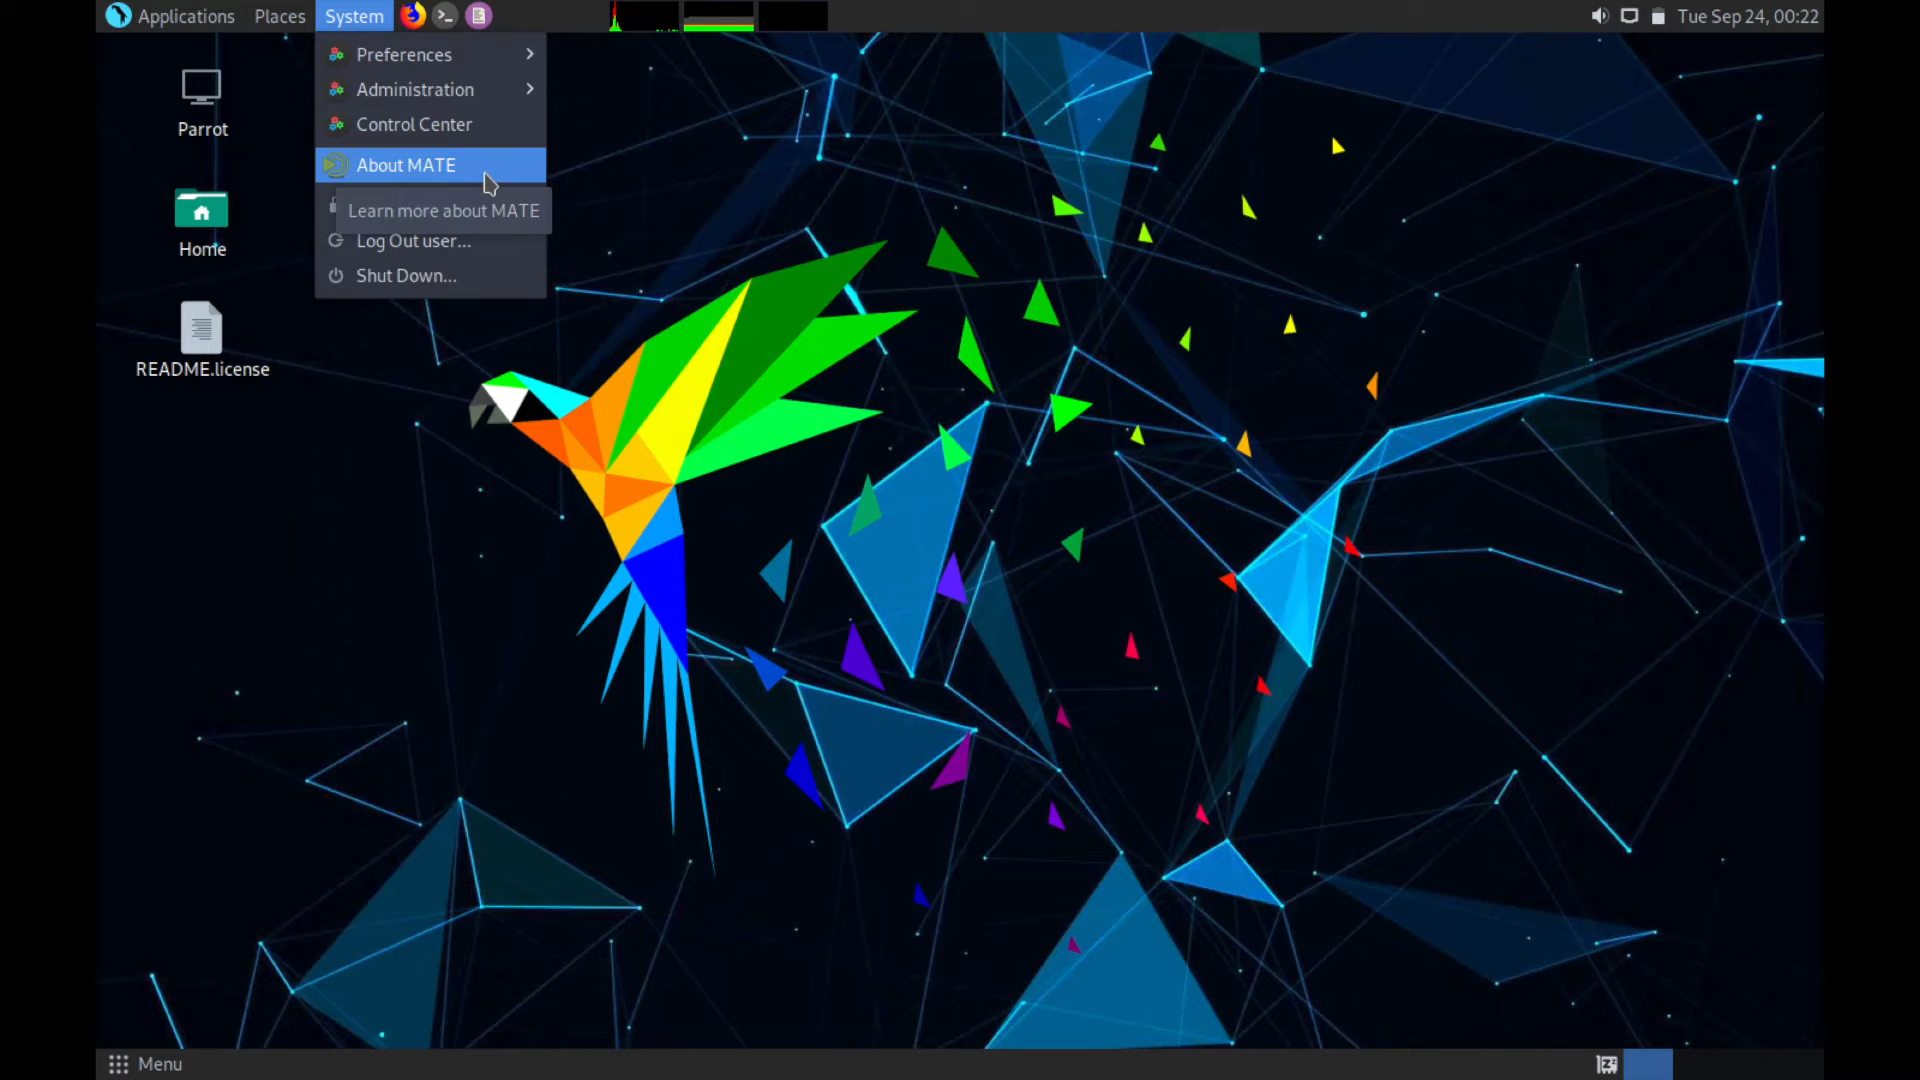 Applications Places System Tue Sep 24, 00:22
Preferences
Administration
Control Center
About MATE
Learn more about MATE
Log Out user...
Shut Down...
Parrot
Home
README.license
Menu